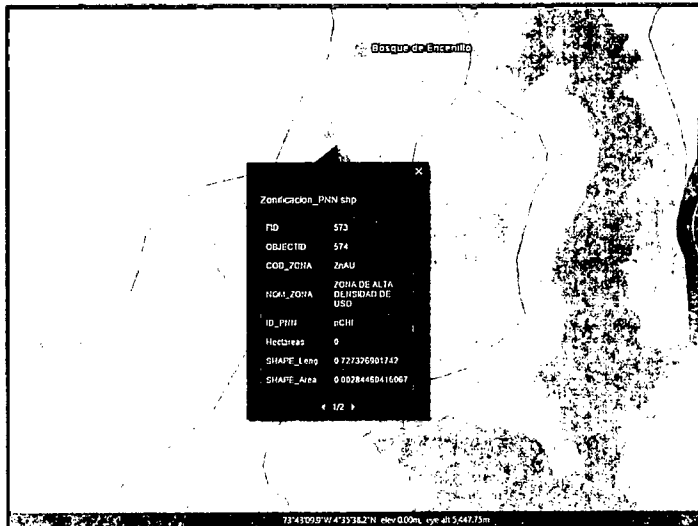 Bosque de Encenillo
×
Zonificacion_PNN shp
FID 573
OBJECTID 574
COD_ZONA ZnAU
NOM_ZONA ZONA DE ALTA
DENSIDAD DE
USO
ID_PNN pCHI
Hectareas 0
SHAPE_Leng 0.727326901742
SHAPE_Area 0.00284460416067
1/2
73°43'09.9"W 4°35'38.2"N elev 0.00m, eye alt 5,447.75m